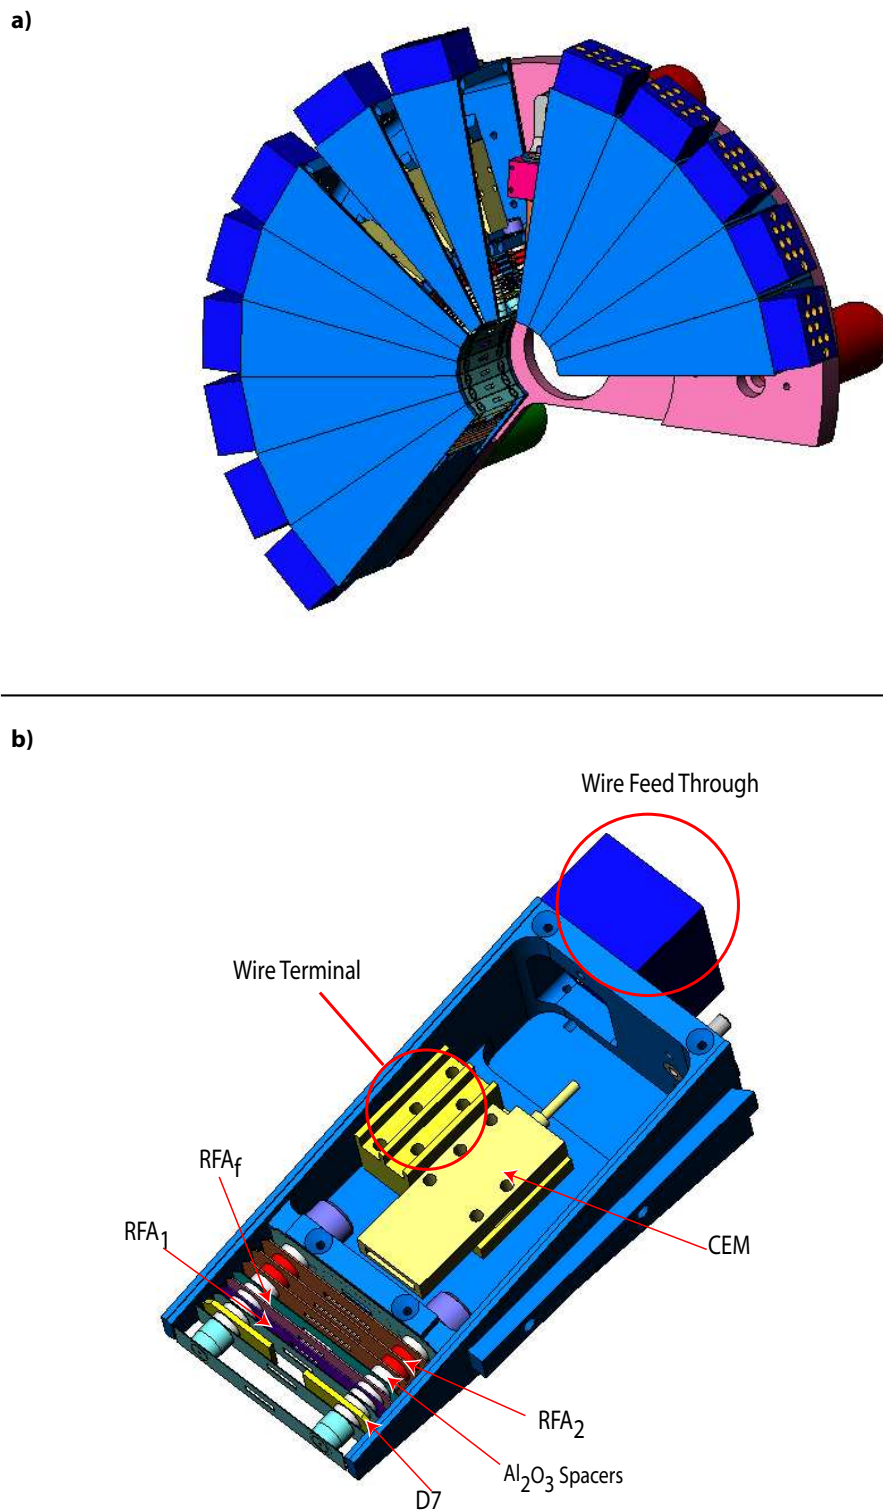 a)
b)
Wire Feed Through
Wire Terminal
RFAf
RFA1
CEM
RFA2
Al2O3 Spacers
D7